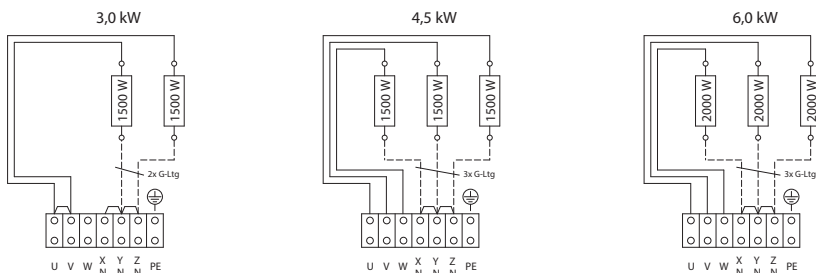 3,0 kW 4,5 kW 6,0 kW
1500 W 1500 W 1500 W 1500 W 1500 W 2000 W 2000 W 2000 W
2x G-Ltg 3x G-Ltg 3x G-Ltg
U V W X Y Z PE U V W X Y Z PE U V W X Y Z PE
N N N N N N N N N